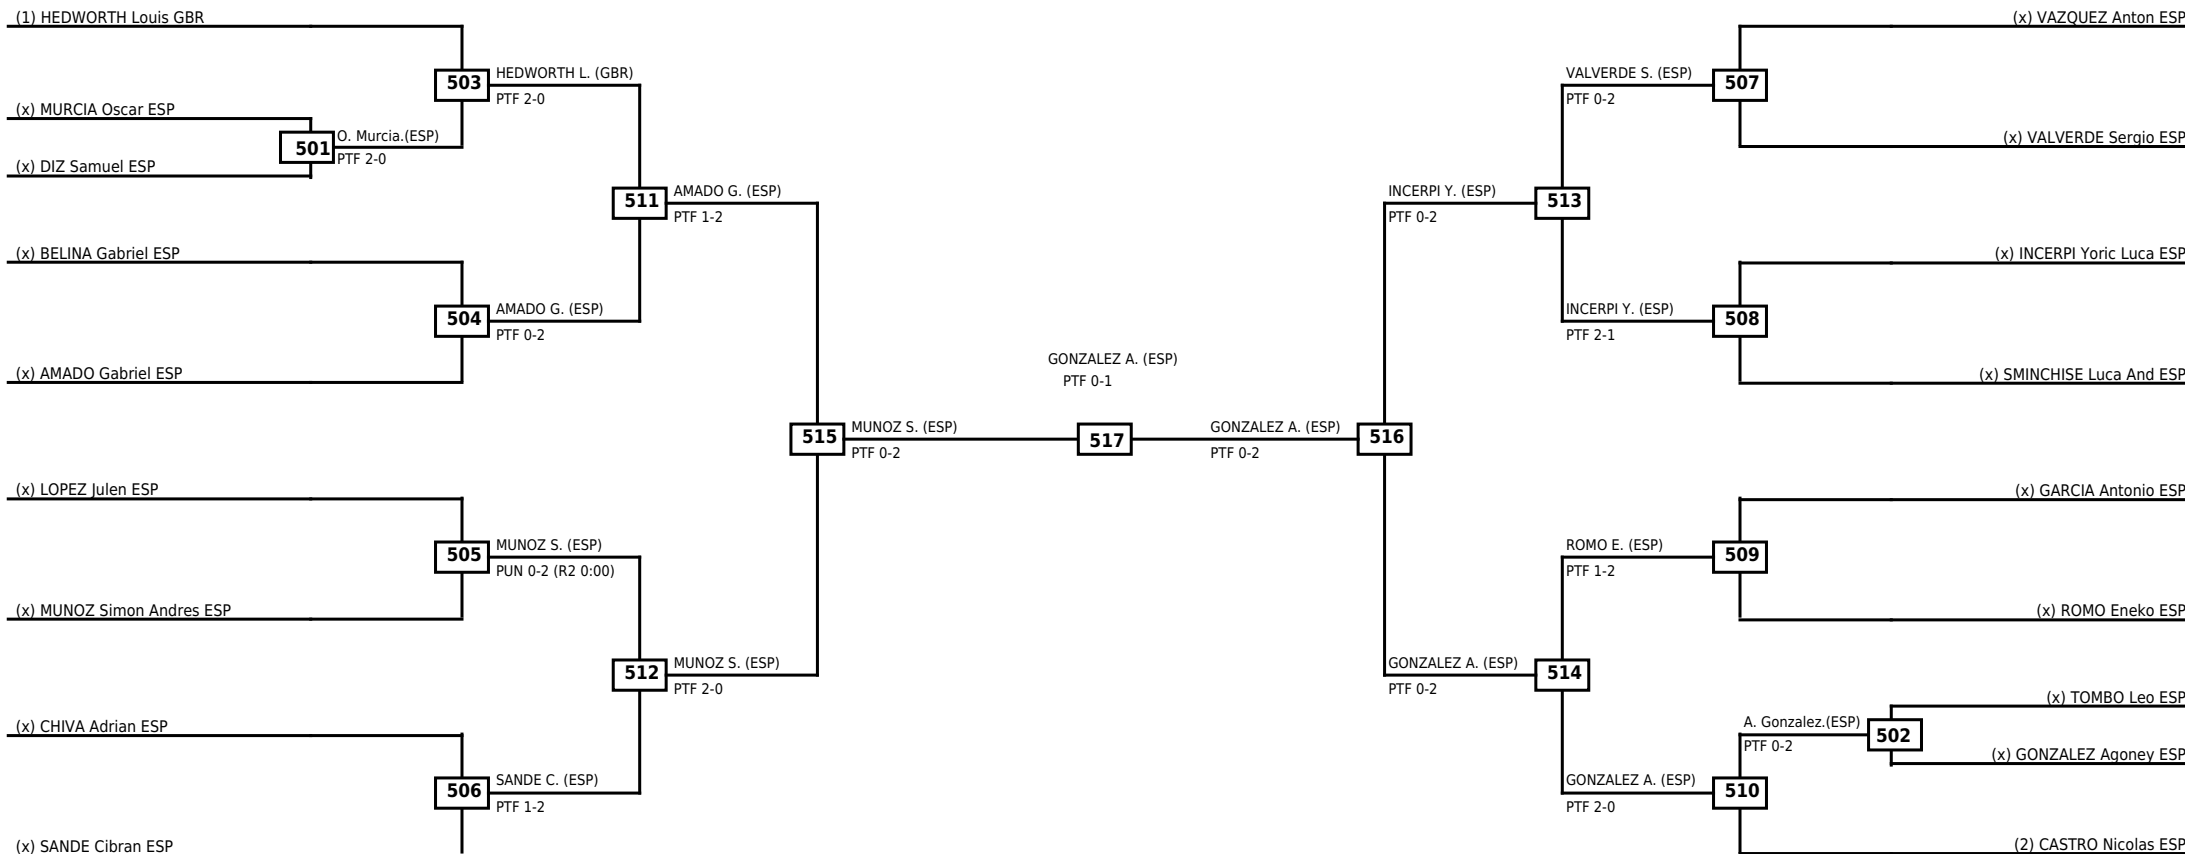 (1) HEDWORTH Louis GBR
503
HEDWORTH L. (GBR)
PTF 2-0
(x) MURCIA Oscar ESP
501
O. Murcia.(ESP)
PTF 2-0
(x) DIZ Samuel ESP
511
AMADO G. (ESP)
PTF 1-2
(x) BELINA Gabriel ESP
504
AMADO G. (ESP)
PTF 0-2
(x) AMADO Gabriel ESP
515
MUNOZ S. (ESP)
PTF 0-2
(x) LOPEZ Julen ESP
505
MUNOZ S. (ESP)
PUN 0-2 (R2 0:00)
(x) MUNOZ Simon Andres ESP
512
MUNOZ S. (ESP)
PTF 2-0
(x) CHIVA Adrian ESP
506
SANDE C. (ESP)
PTF 1-2
(x) SANDE Cibran ESP
GONZALEZ A. (ESP)
PTF 0-1
517
(x) VAZQUEZ Anton ESP
VALVERDE S. (ESP)
PTF 0-2
507
(x) VALVERDE Sergio ESP
INCERPI Y. (ESP)
PTF 0-2
513
(x) INCERPI Yoric Luca ESP
INCERPI Y. (ESP)
PTF 2-1
508
(x) SMINCHISE Luca And ESP
GONZALEZ A. (ESP)
PTF 0-2
516
(x) GARCIA Antonio ESP
ROMO E. (ESP)
PTF 1-2
509
(x) ROMO Eneko ESP
GONZALEZ A. (ESP)
PTF 0-2
514
(x) TOMBO Leo ESP
A. Gonzalez.(ESP)
PTF 0-2
502
(x) GONZALEZ Agoney ESP
GONZALEZ A. (ESP)
PTF 2-0
510
(2) CASTRO Nicolas ESP